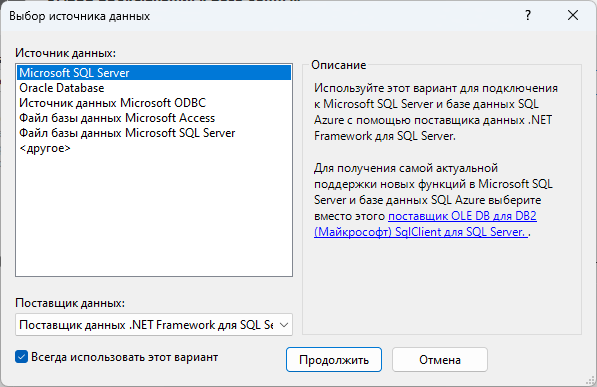 Выбор источника данных
?
Источник данных:
Microsoft SQL Server
Oracle Database
Источник данных Microsoft ODBC
Файл базы данных Microsoft Access
Файл базы данных Microsoft SQL Server
<другое>
Описание
Используйте этот вариант для подключения
к Microsoft SQL Server и базе данных SQL
Azure с помощью поставщика данных .NET
Framework для SQL Server.
Для получения самой актуальной
поддержки новых функций в Microsoft SQL
Server и базе данных SQL Azure выберите
вместо этого поставщик OLE DB для DB2
(Майкрософт) SqlClient для SQL Server. .
Поставщик данных:
Поставщик данных .NET Framework для SQL Se
Всегда использовать этот вариант
Продолжить
Отмена